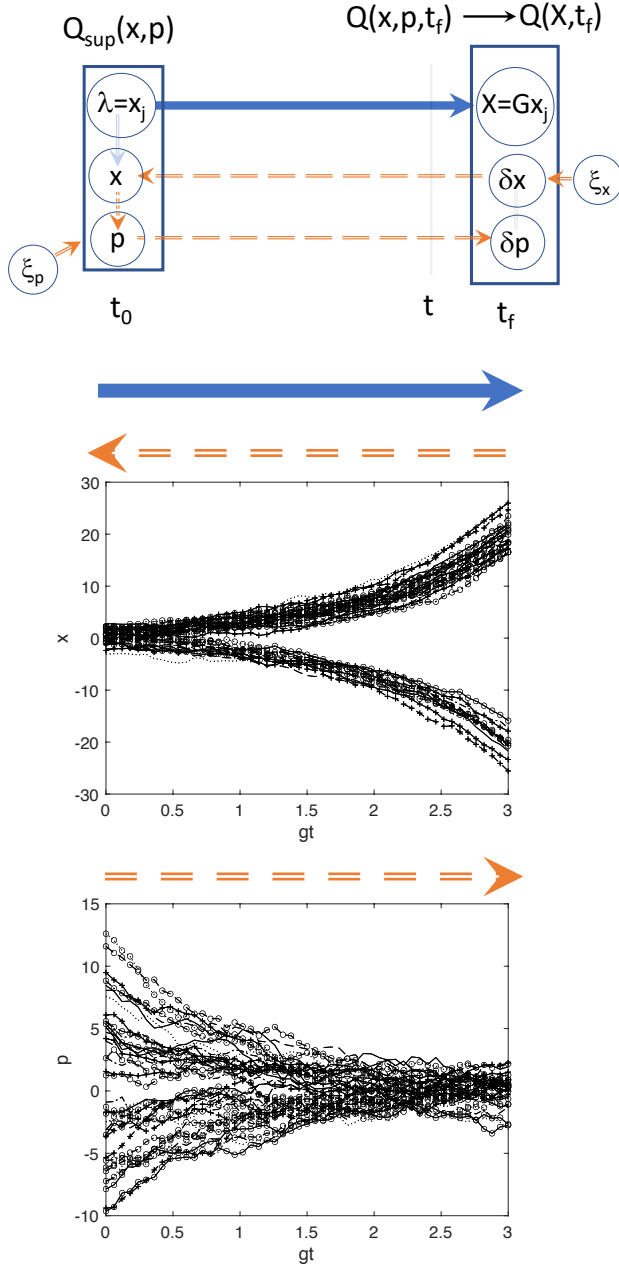 Q_sup(x,p)
Q(x,p,t_f) → Q(X,t_f)
λ=x_j
X=Gx_j
x
δx
ξ_x
p
δp
ξ_p
t_0
t
t_f
30
20
10
0
-10
-20
-30
x
0
0.5
1
1.5
2
2.5
3
gt
15
10
5
0
-5
-10
p
0
0.5
1
1.5
2
2.5
3
gt